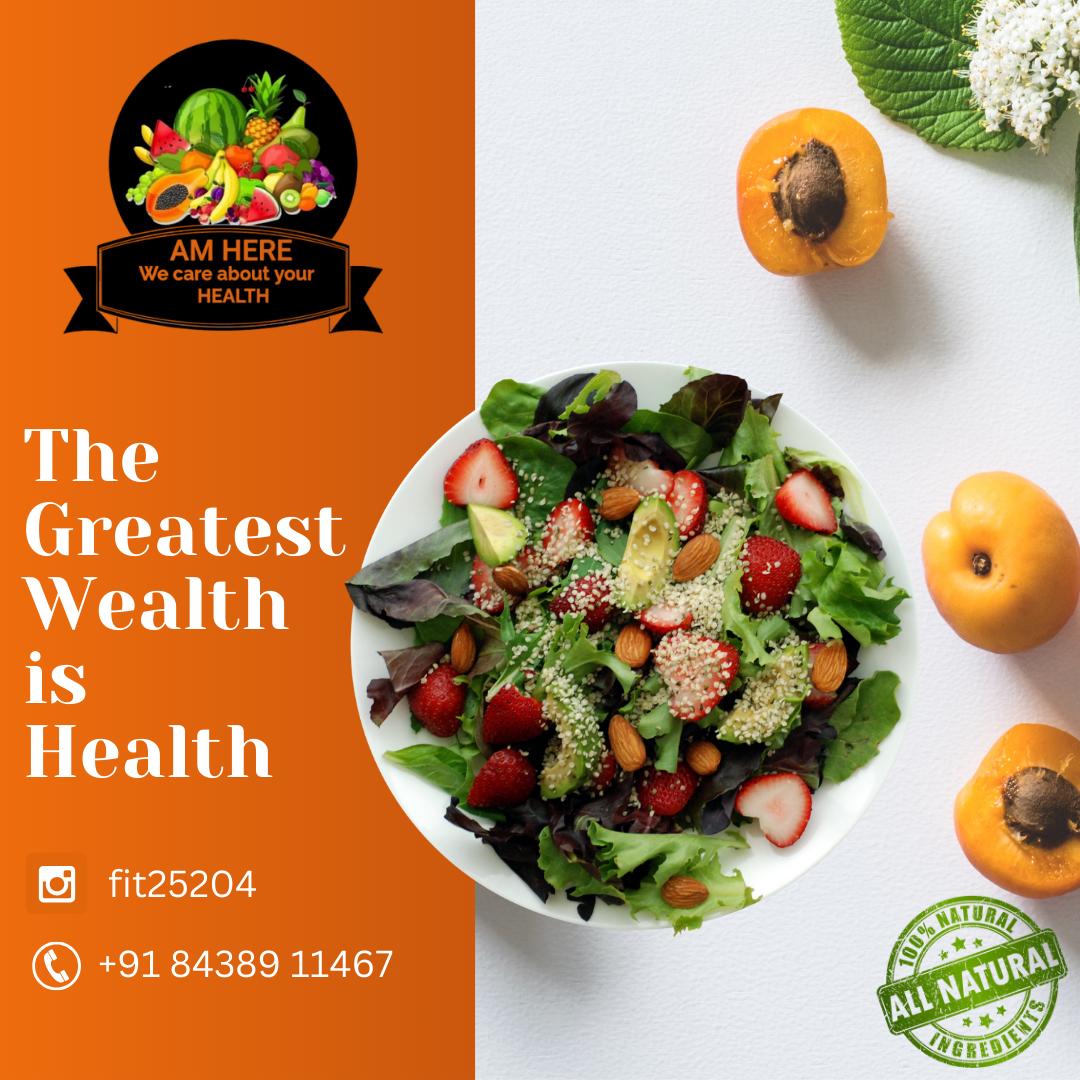 AM HERE
We care about your
HEALTH
The
Greatest
Wealth
is
Health
fit25204
+91 84389 11467
100% NATURAL
ALL NATURAL
INGREDIENTS